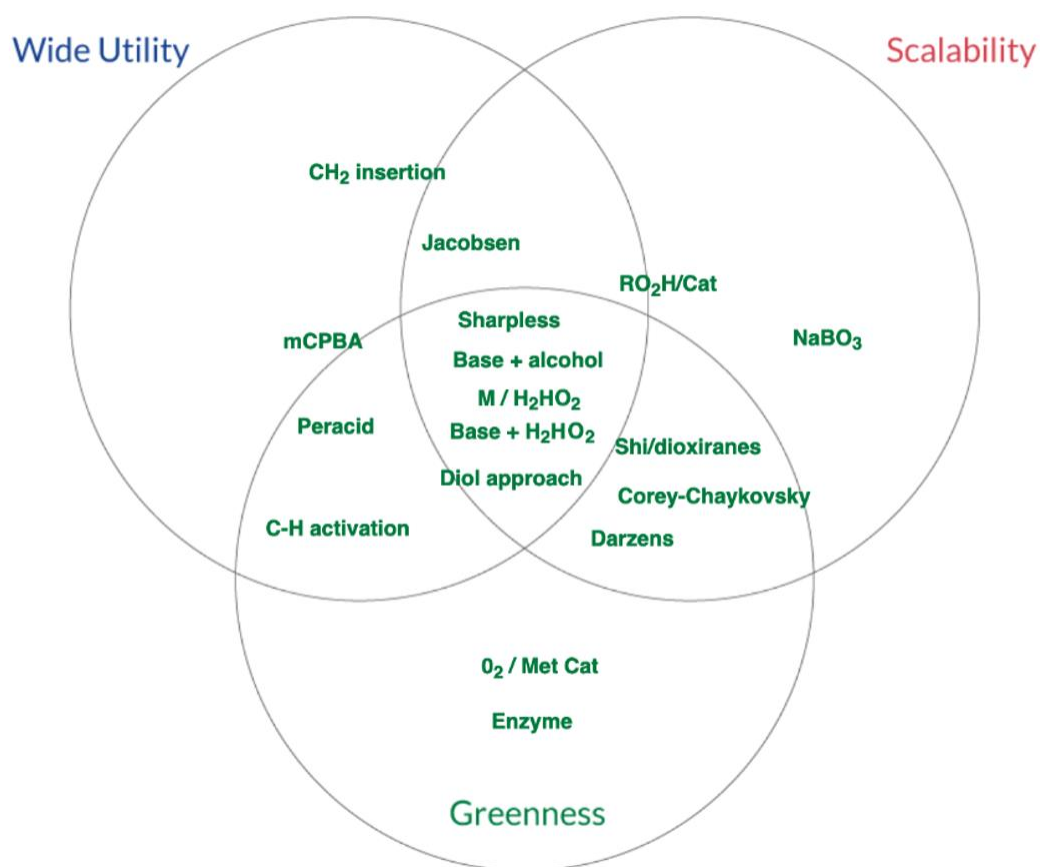 Wide Utility
Scalability
CH₂ insertion
Jacobsen
RO₂H/Cat
Sharpless
mCPBA
NaBO₃
Base + alcohol
M / H₂HO₂
Peracid
Base + H₂HO₂
Shi/dioxiranes
Diol approach
Corey-Chaykovsky
C-H activation
Darzens
0₂ / Met Cat
Enzyme
Greenness